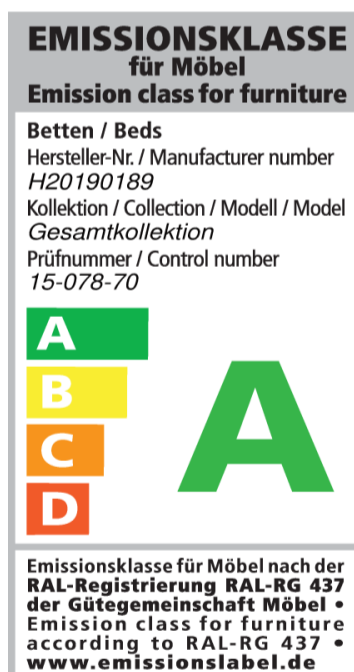 EMISSIONSKLASSE
für Möbel
Emission class for furniture
Betten / Beds
Hersteller-Nr. / Manufacturer number
H20190189
Kollektion / Collection / Modell / Model
Gesamtkollektion
Prüfnummer / Control number
15-078-70
A
B
C
D
A
Emissionsklasse für Möbel nach der
RAL-Registrierung RAL-RG 437
der Gütegemeinschaft Möbel •
Emission class for furniture
according to RAL-RG 437 •
www.emissionslabel.de